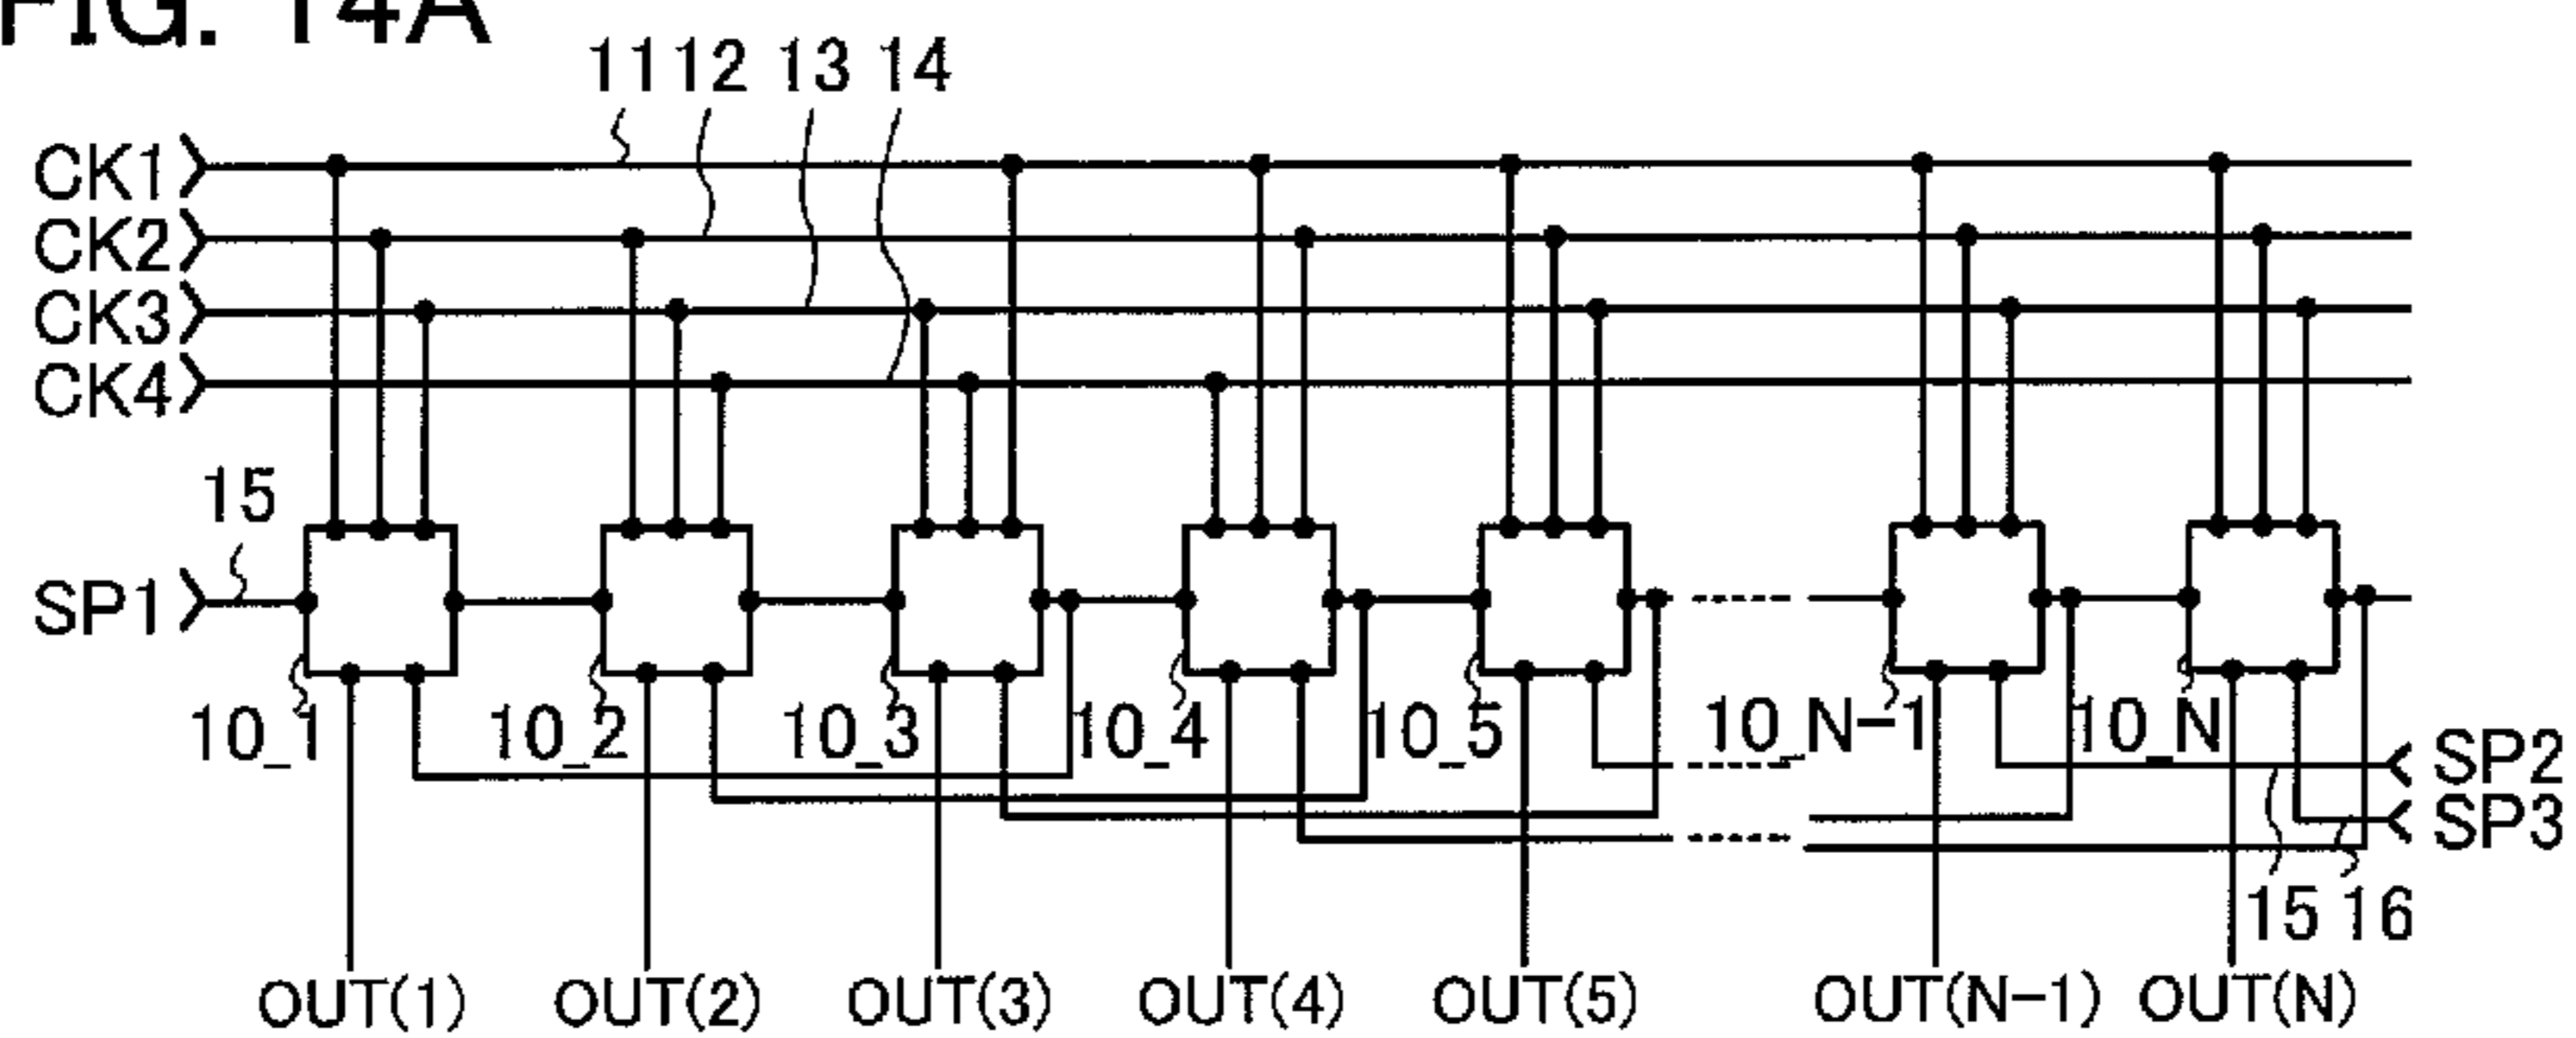 FIG. 14A
11 12 13 14
CK1
CK2
CK3
CK4
15
SP1
10_1 10_2 10_3 10_4 10_5 10_N-1 10_N
SP2
SP3
15 16
OUT(1) OUT(2) OUT(3) OUT(4) OUT(5) OUT(N-1) OUT(N)